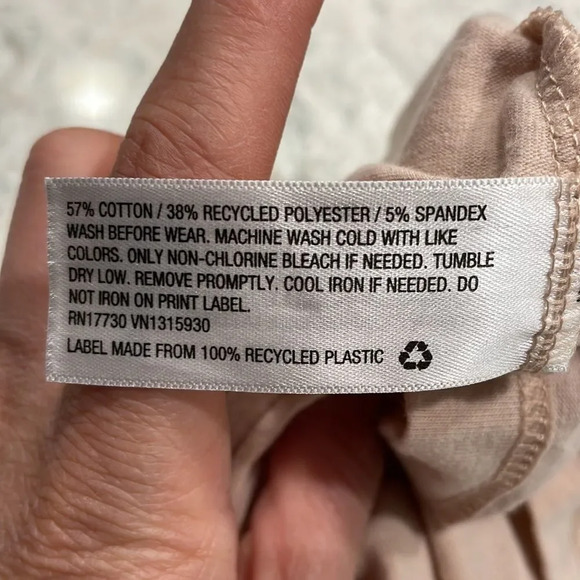 57% COTTON / 38% RECYCLED POLYESTER / 5% SPANDEX
WASH BEFORE WEAR. MACHINE WASH COLD WITH LIKE
COLORS. ONLY NON-CHLORINE BLEACH IF NEEDED. TUMBLE
DRY LOW. REMOVE PROMPTLY. COOL IRON IF NEEDED. DO
NOT IRON ON PRINT LABEL.
RN17730 VN1315930
LABEL MADE FROM 100% RECYCLED PLASTIC